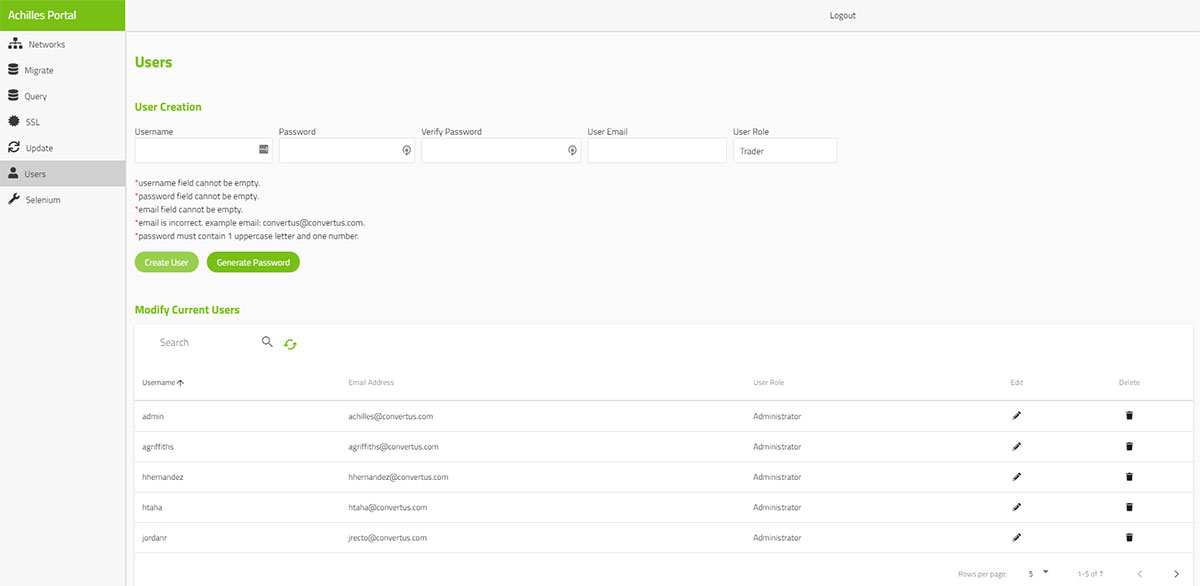 Achilles Portal
Logout
Networks
Migrate
Query
SSL
Update
Users
Selenium
Users
User Creation
Username Password Verify Password User Email User Role
Trader
*username field cannot be empty.
*password field cannot be empty.
*email field cannot be empty.
*email is incorrect. example email: convertus@convertus.com.
*password must contain 1 uppercase letter and one number.
Create User Generate Password
Modify Current Users
Search
Username Email Address User Role Edit Delete
admin achilles@convertus.com Administrator
agriffiths agriffiths@convertus.com Administrator
hhernandez hhernandez@convertus.com Administrator
htaha htaha@convertus.com Administrator
jordanr jrecto@convertus.com Administrator
Rows per page: 5 1-5 of 7